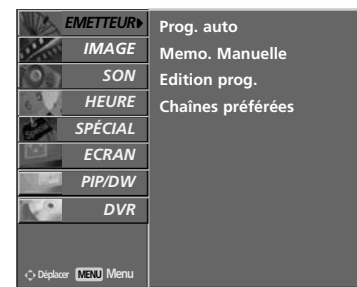 EMETTEUR
IMAGE
SON
HEURE
SPÉCIAL
ECRAN
PIP/DW
DVR
Déplacer MENU Menu
Prog. auto
Memo. Manuelle
Edition prog.
Chaînes préférées